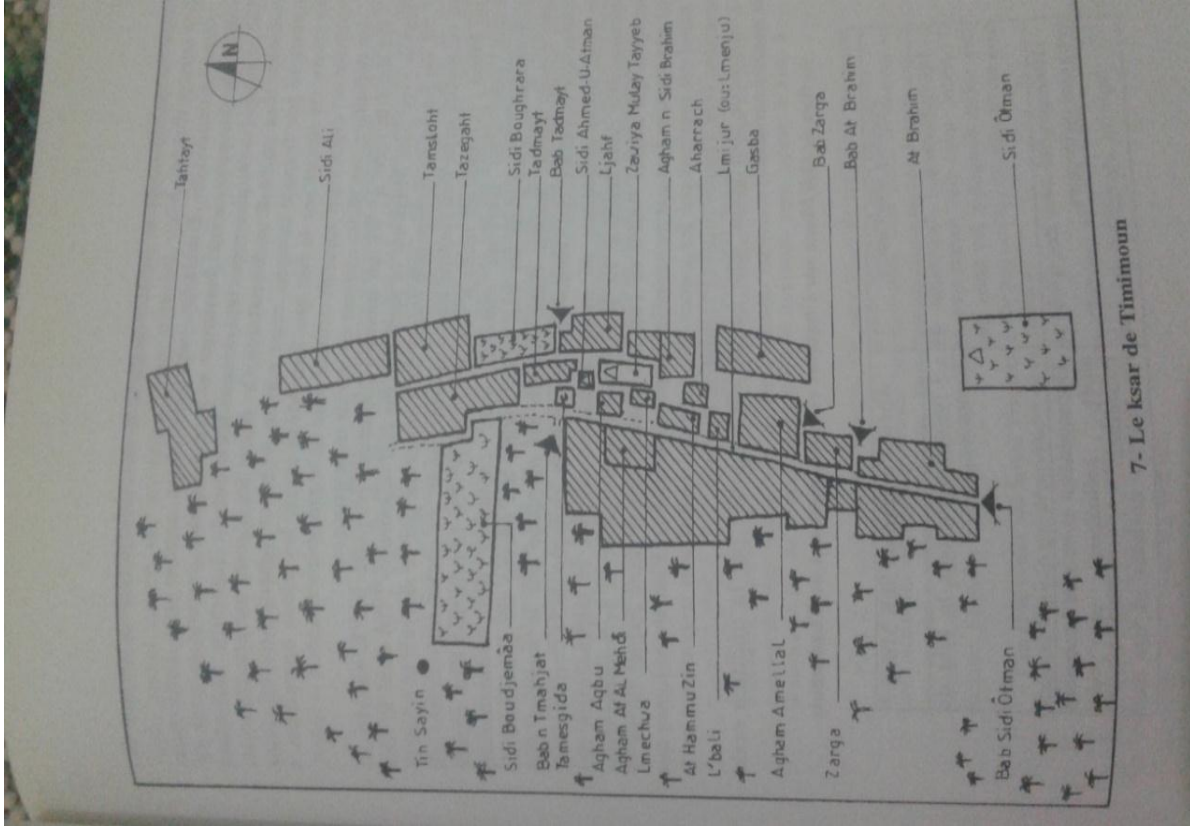 N
Tahtayt
Sidi Ali
Tamsloht
Tazegaht
Sidi Boughrara
Tadmayt
Bab Tadmayt
Sidi Ahmed-U-Atman
Ljahf
Zawiya Mulay Tayyeb
Agham n Sidi Brahim
Aharrach
Lmijur (ou: Lmenju)
Gasba
Bab Zarga
Bab At Brahim
At Brahim
Sidi Ôtman
Tin Sayin
Sidi Boudjemâa
Bab n Tmahjat
Tamesgida
Agham Aqbu
Agham At AL Mehdi
Lmechwa
At HammuZin
L'bali
Agham Amellal
Zarga
Bab Sidi Ôtman
7- Le ksar de Timimoun